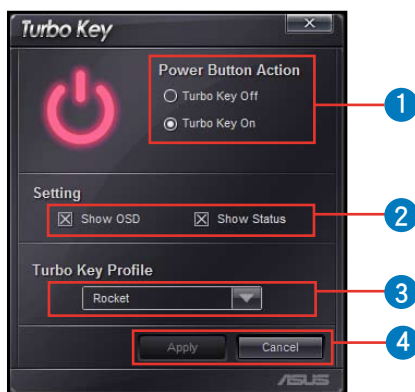 Turbo Key
Power Button Action
Turbo Key Off
Turbo Key On
1
Setting
Show OSD Show Status
2
Turbo Key Profile
Rocket
3
Apply Cancel
4
ASUS